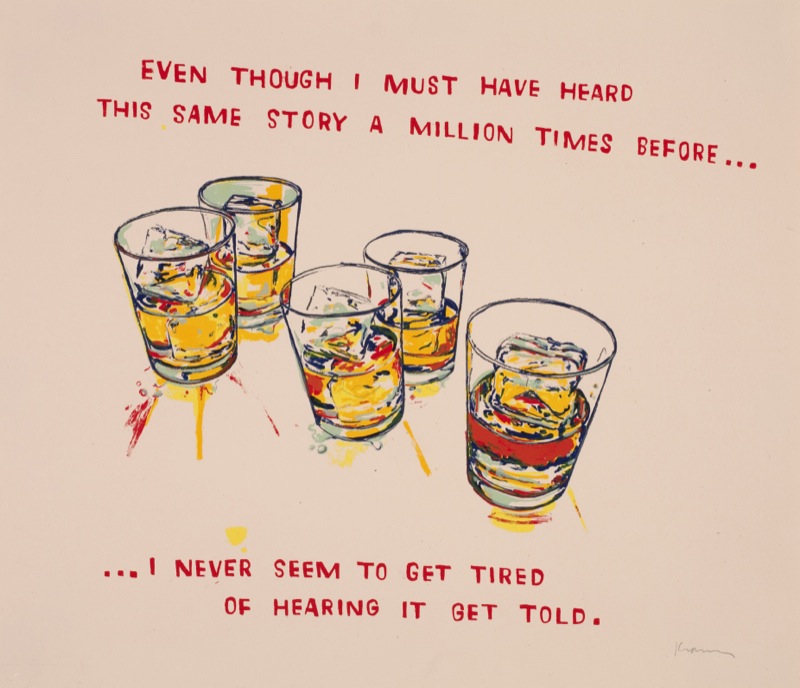 EVEN THOUGH I MUST HAVE HEARD
THIS SAME STORY A MILLION TIMES BEFORE...
...I NEVER SEEM TO GET TIRED
OF HEARING IT GET TOLD.